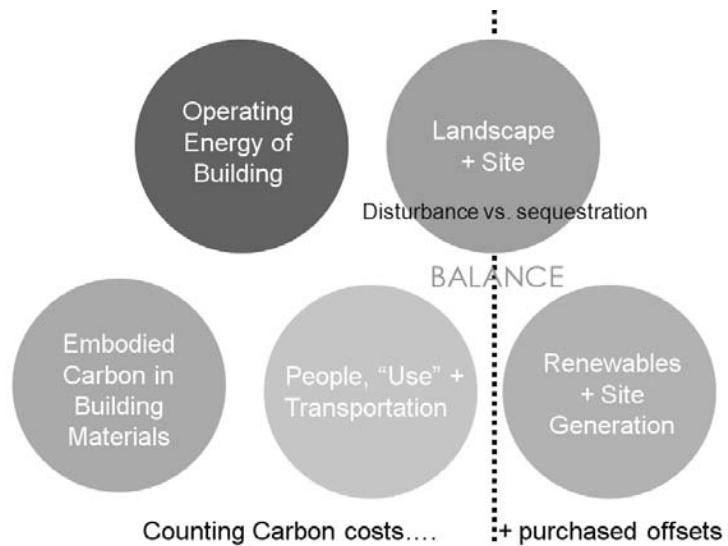 Operating
Energy of
Building
Landscape
+ Site
Disturbance vs. sequestration
BALANCE
Embodied
Carbon in
Building
Materials
People, “Use” +
Transportation
Renewables
+ Site
Generation
Counting Carbon costs….
+ purchased offsets